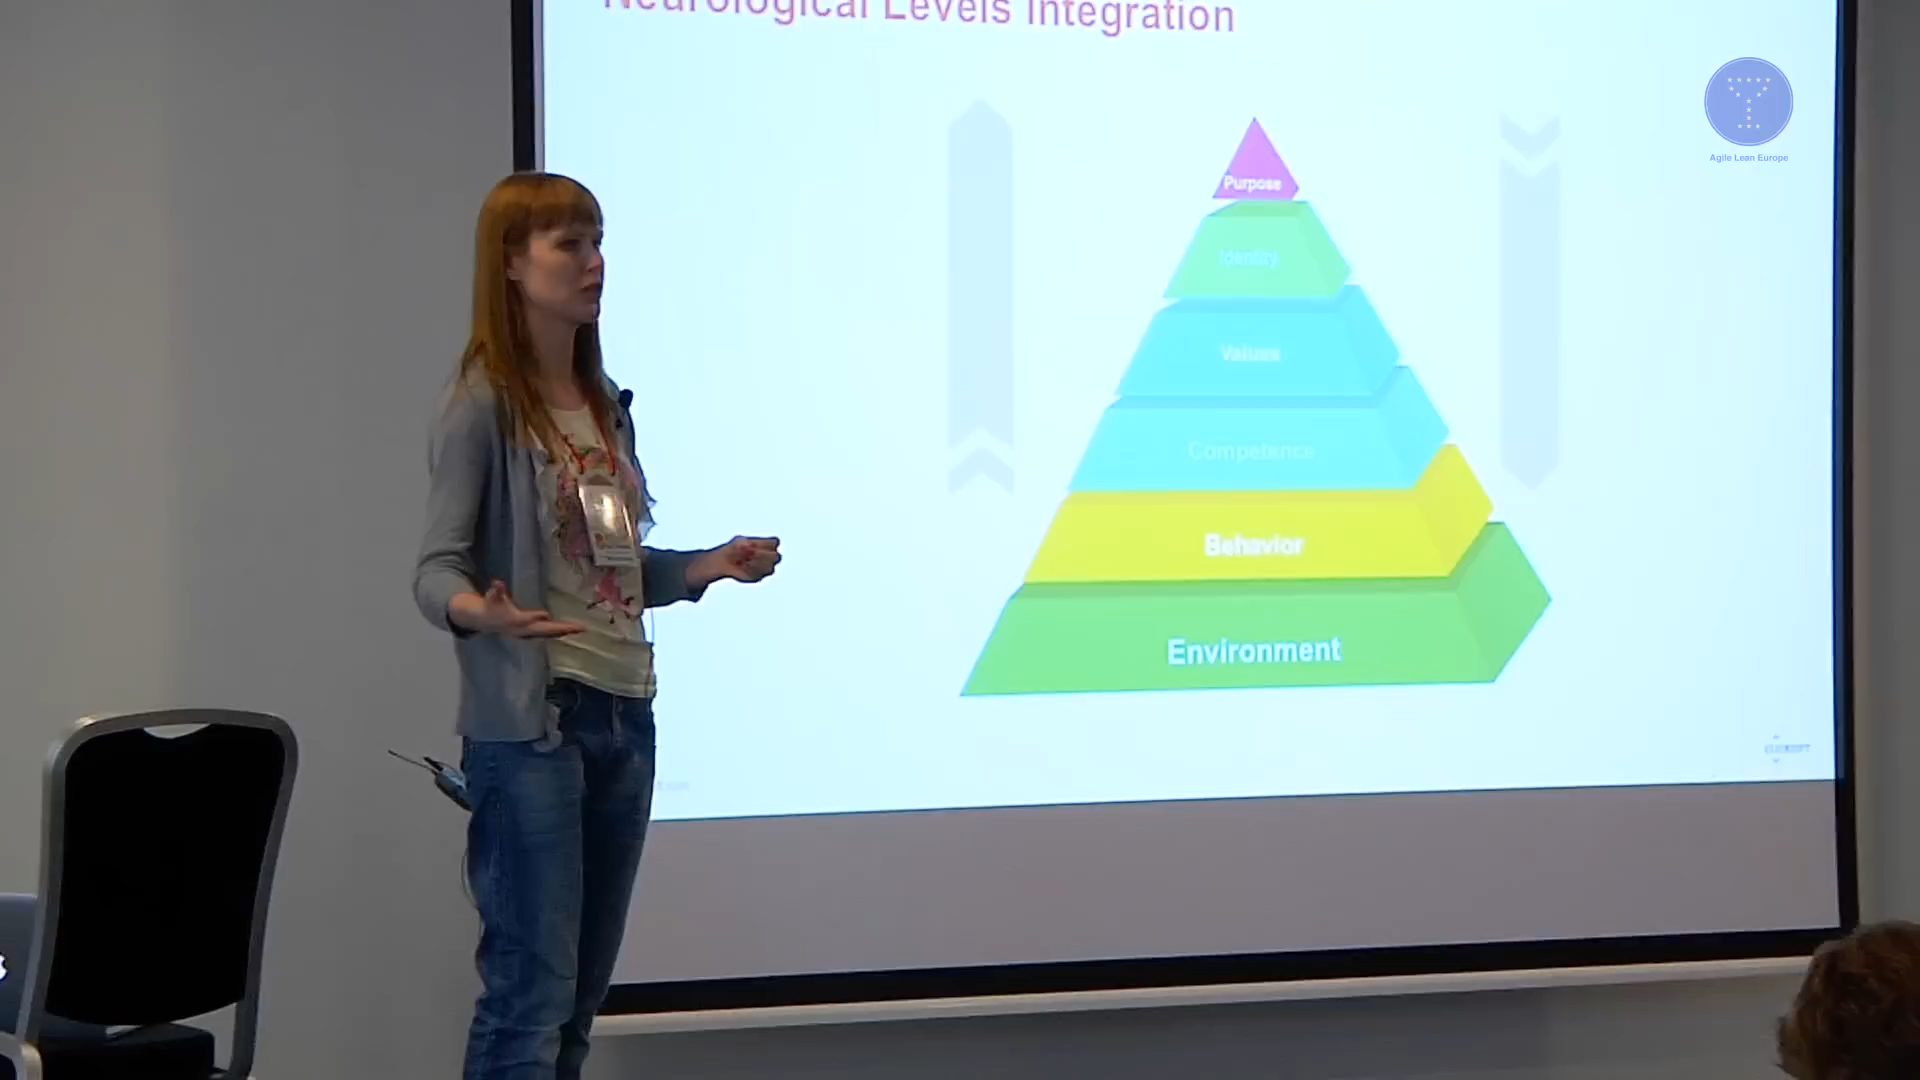 Neurological Levels Integration
Agile Lean Europe
Purpose
Identity
Values
Competence
Behavior
Environment